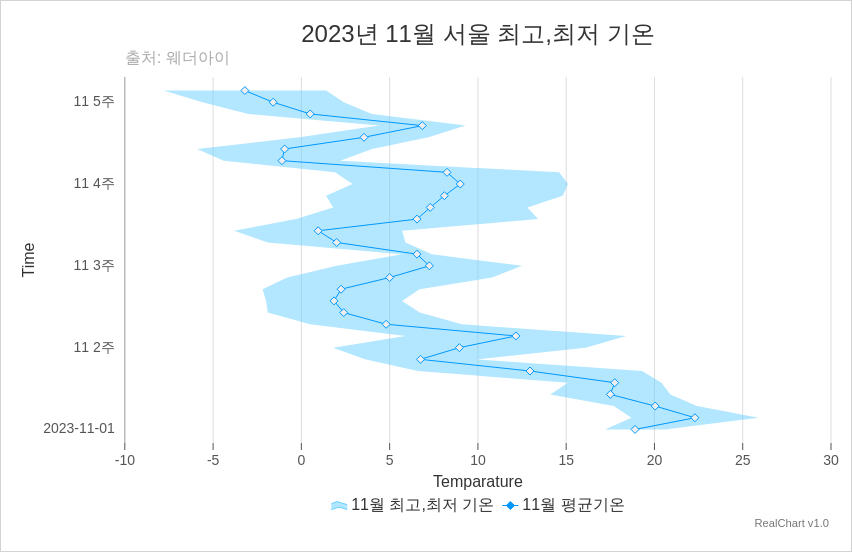 2023년 11월 서울 최고,최저 기온
출처: 웨더아이
Time
11 5주
11 4주
11 3주
11 2주
2023-11-01
-10 -5 0 5 10 15 20 25 30
Temparature
11월 최고,최저 기온 11월 평균기온
RealChart v1.0